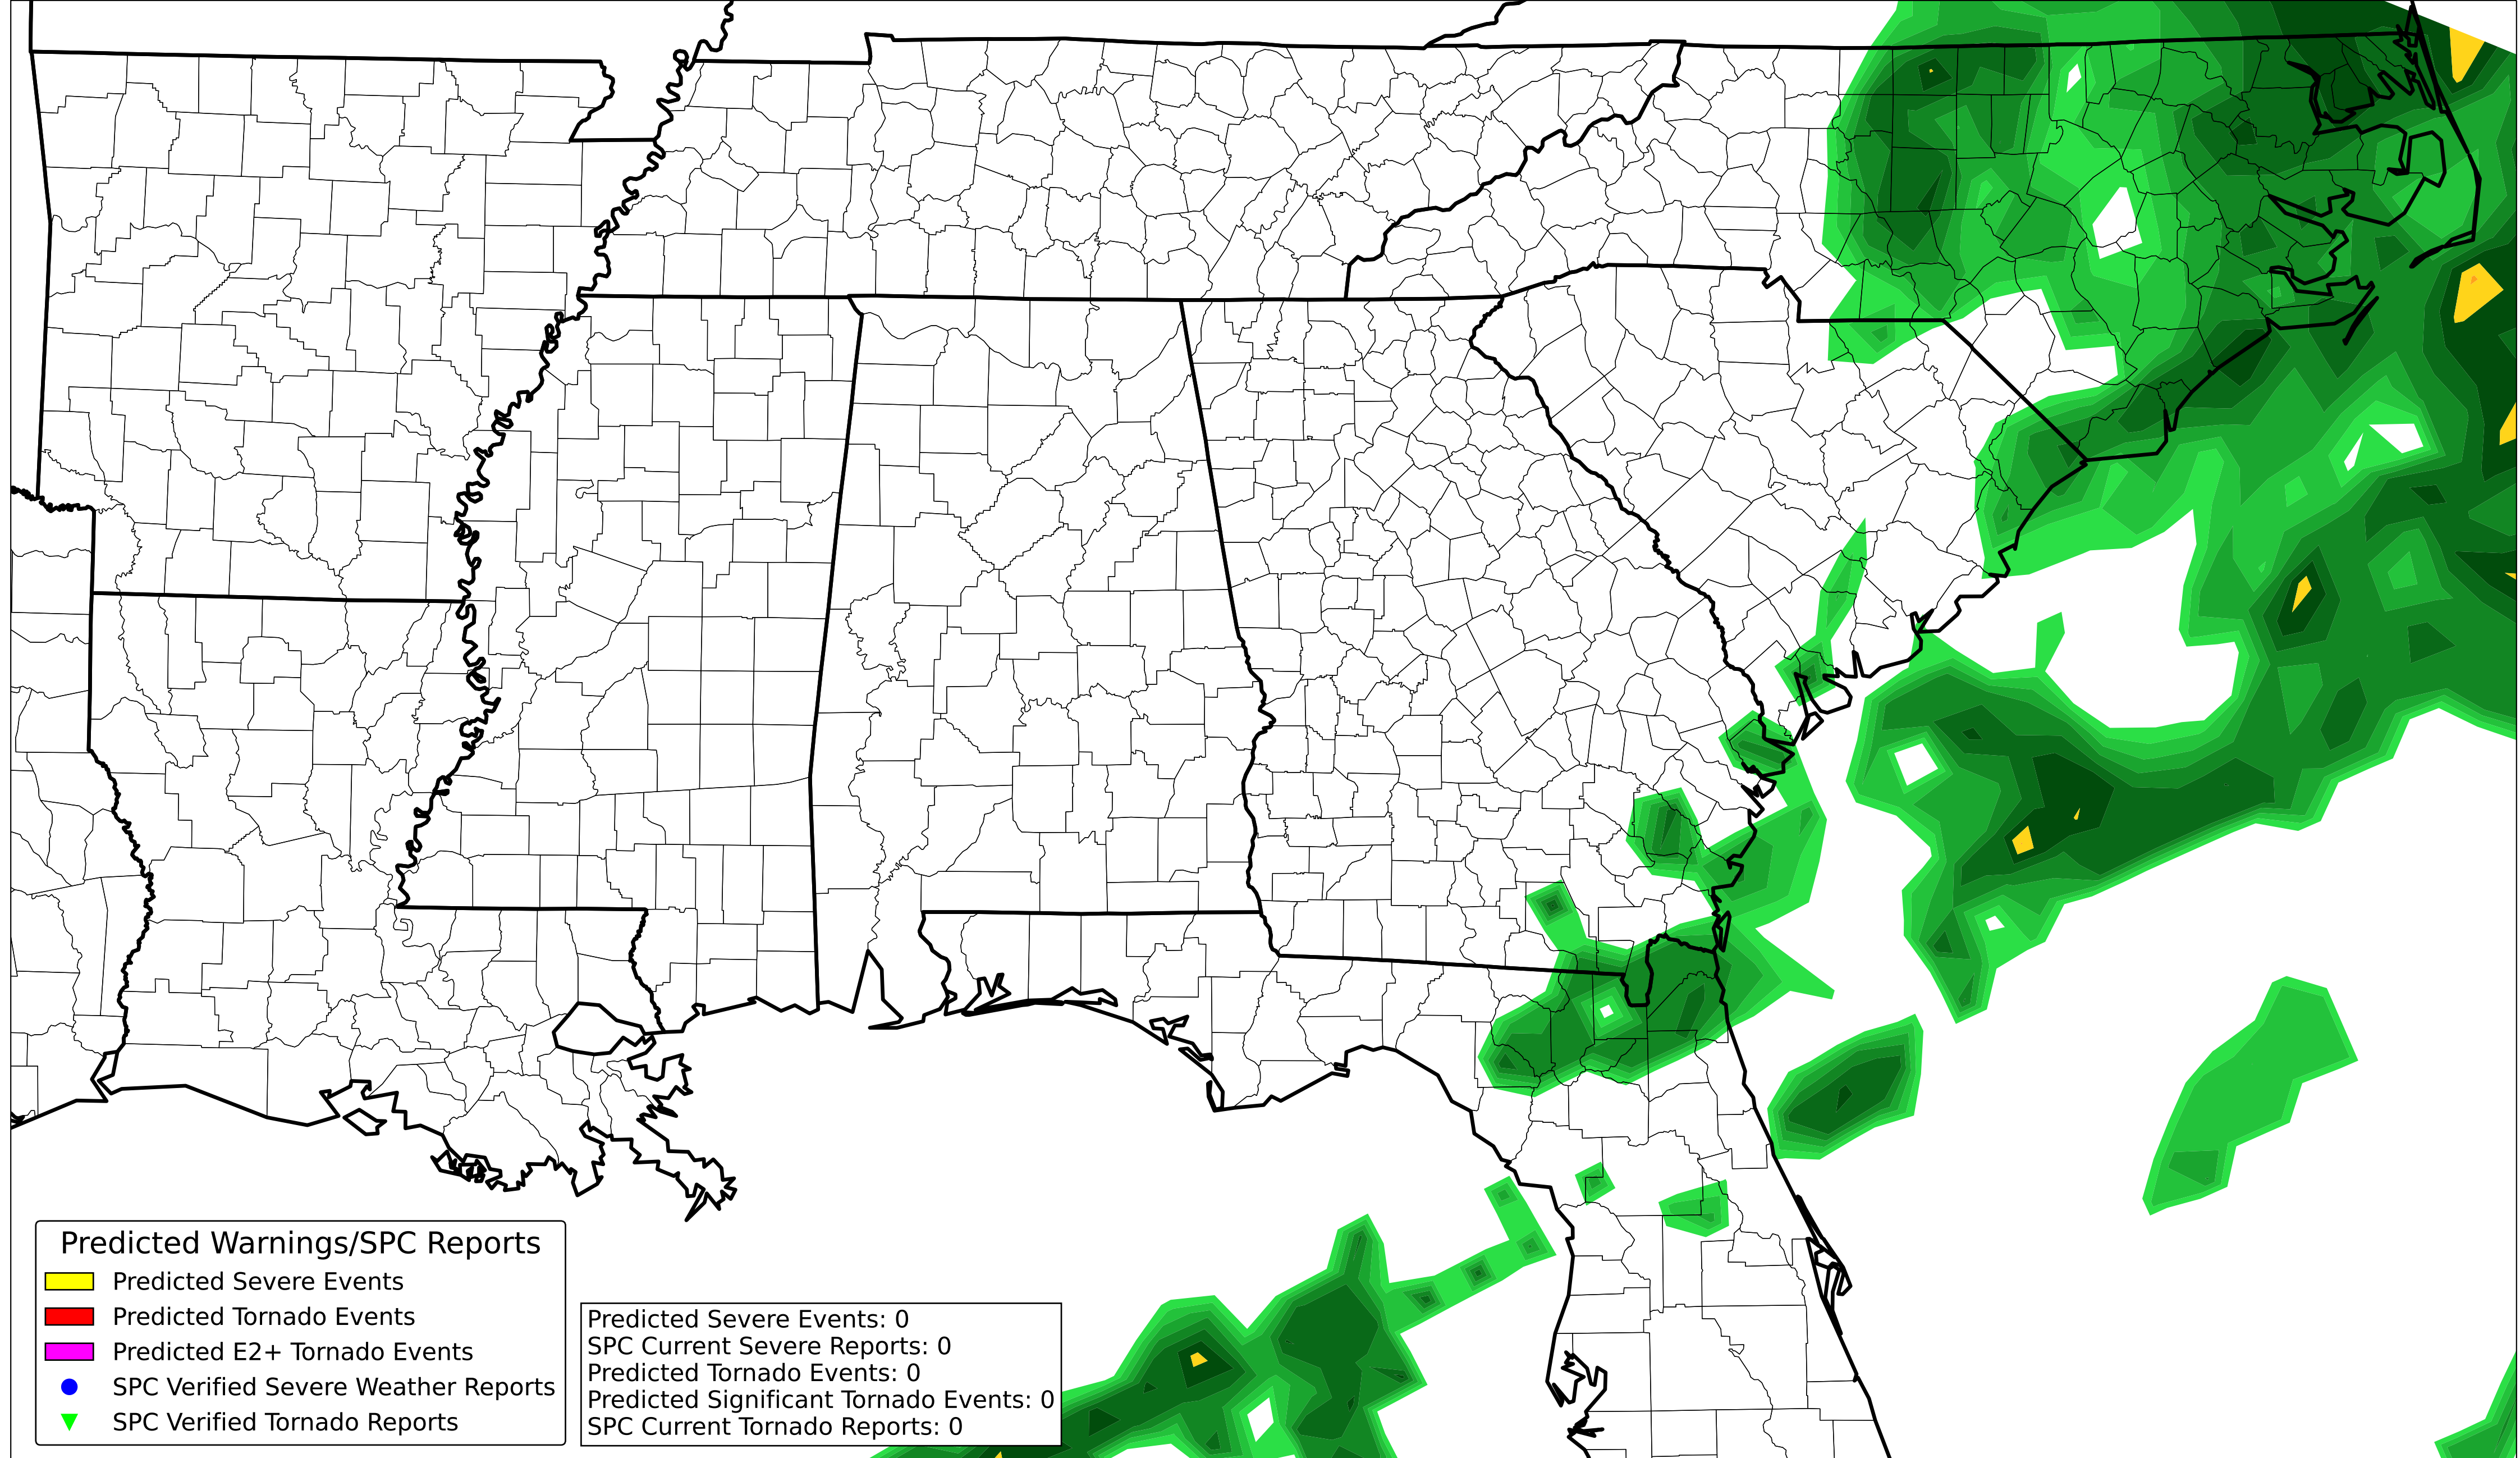 Predicted Warnings/SPC Reports
Predicted Severe Events
Predicted Tornado Events
Predicted E2+ Tornado Events
SPC Verified Severe Weather Reports
SPC Verified Tornado Reports
Predicted Severe Events: 0
SPC Current Severe Reports: 0
Predicted Tornado Events: 0
Predicted Significant Tornado Events: 0
SPC Current Tornado Reports: 0